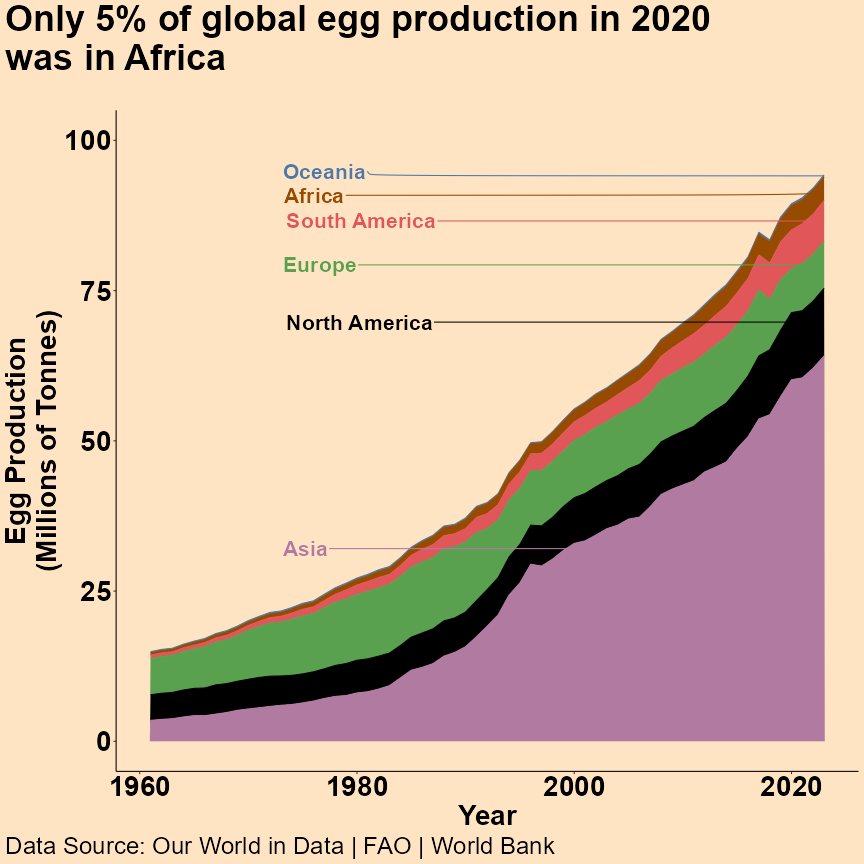 Only 5% of global egg production in 2020
was in Africa
100
75
50
25
0
Egg Production
(Millions of Tonnes)
Oceania
Africa
South America
Europe
North America
Asia
1960 1980 2000 2020
Year
Data Source: Our World in Data | FAO | World Bank